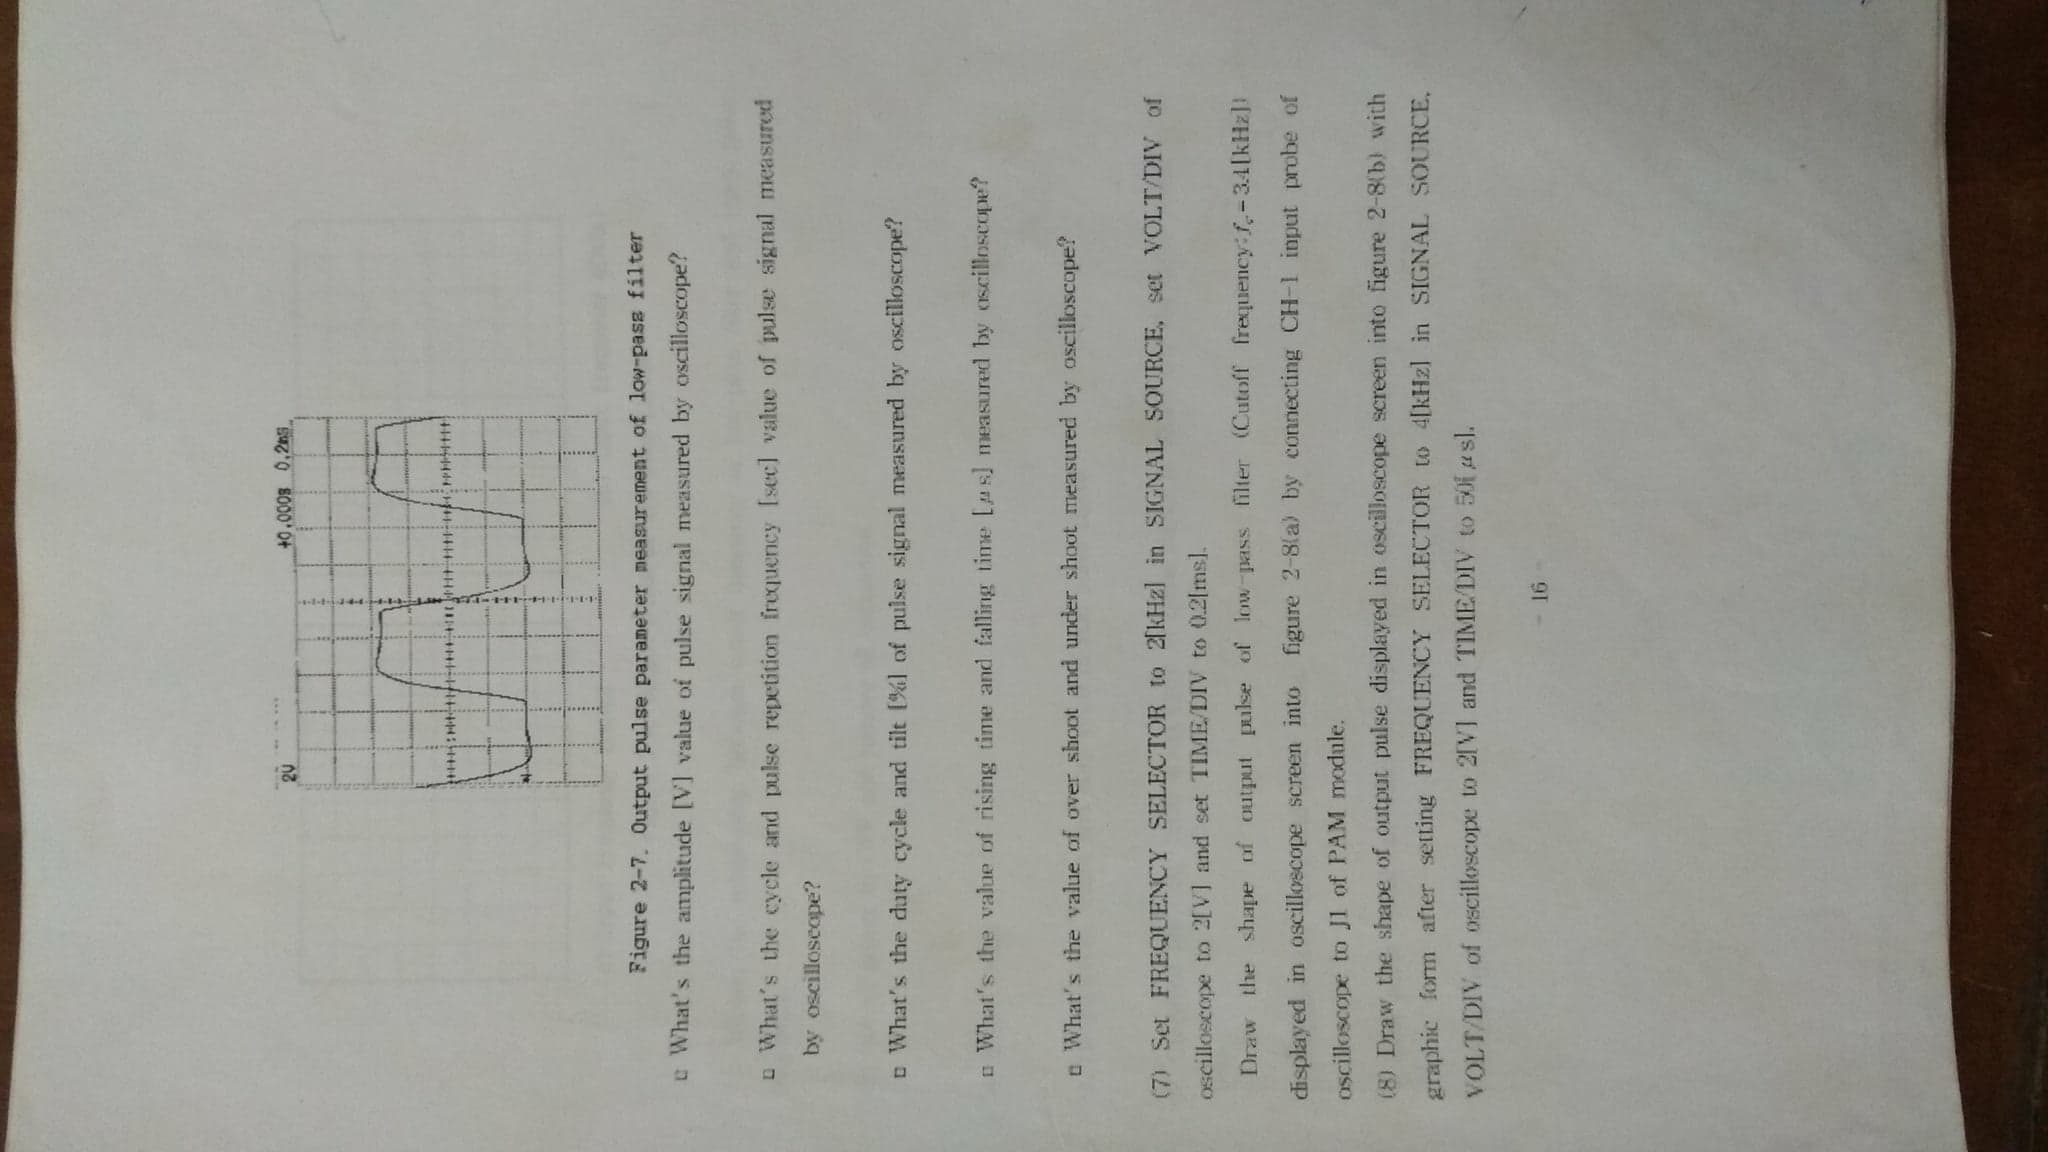 2V +0.000s 0.2ms
Figure 2-7. Output pulse parameter measurement of low-pass filter
□ What's the amplitude [V] value of pulse signal measured by oscilloscope?
□ What's the cycle and pulse repetition frequency [sec] value of pulse signal measured
by oscilloscope?
□ What's the duty cycle and tilt [%] of pulse signal measured by oscilloscope?
□ What's the value of rising time and falling time [μs] measured by oscilloscope?
□ What's the value of over shoot and under shoot measured by oscilloscope?
(7) Set FREQUENCY SELECTOR to 2[kHz] in SIGNAL SOURCE, set VOLT/DIV of
oscilloscope to 2[V] and set TIME/DIV to 0.2[ms].
Draw the shape of output pulse of low-pass filter (Cutoff frequency:f_c=3.4[kHz])
displayed in oscilloscope screen into figure 2-8(a) by connecting CH-1 input probe of
oscilloscope to J1 of PAM module.
(8) Draw the shape of output pulse displayed in oscilloscope screen into figure 2-8(b) with
graphic form after setting FREQUENCY SELECTOR to 4[kHz] in SIGNAL SOURCE,
VOLT/DIV of oscilloscope to 2[V] and TIME/DIV to 50[μs].
- 16 -